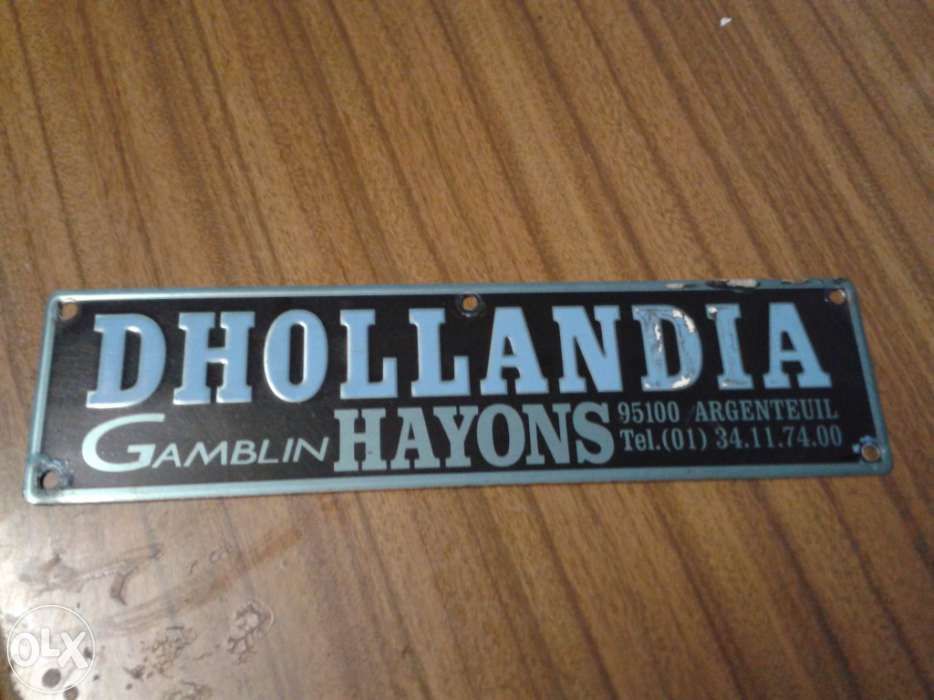 DHOLLANDIA
GAMBLIN HAYONS 95100 ARGENTEUIL
Tel.(01) 34.11.74.00
OLX